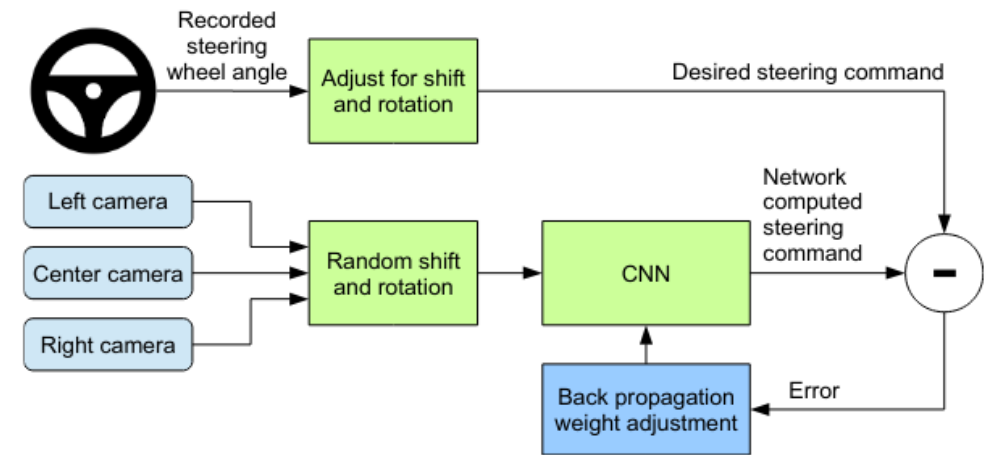 Recorded
steering
wheel angle
Adjust for shift
and rotation
Desired steering command
Left camera
Center camera
Right camera
Random shift
and rotation
CNN
Network
computed
steering
command
-
Back propagation
weight adjustment
Error